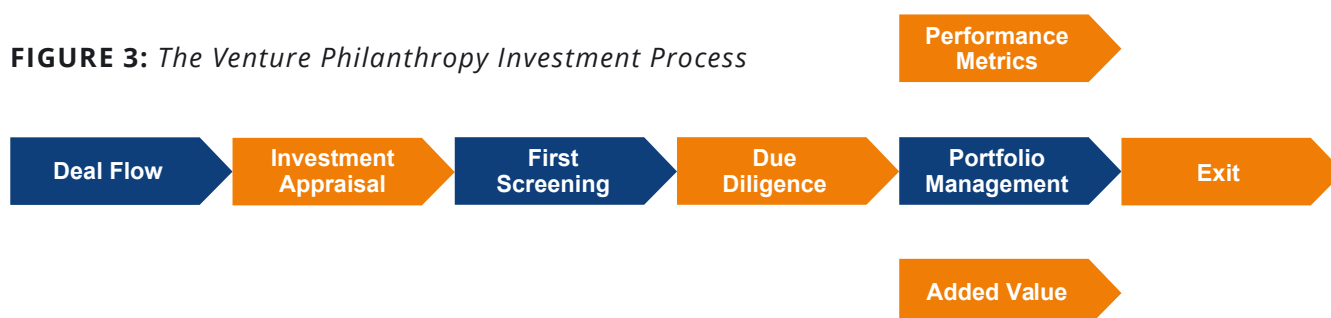 FIGURE 3: The Venture Philanthropy Investment Process
Performance
Metrics
Deal Flow
Investment
Appraisal
First
Screening
Due
Diligence
Portfolio
Management
Exit
Added Value